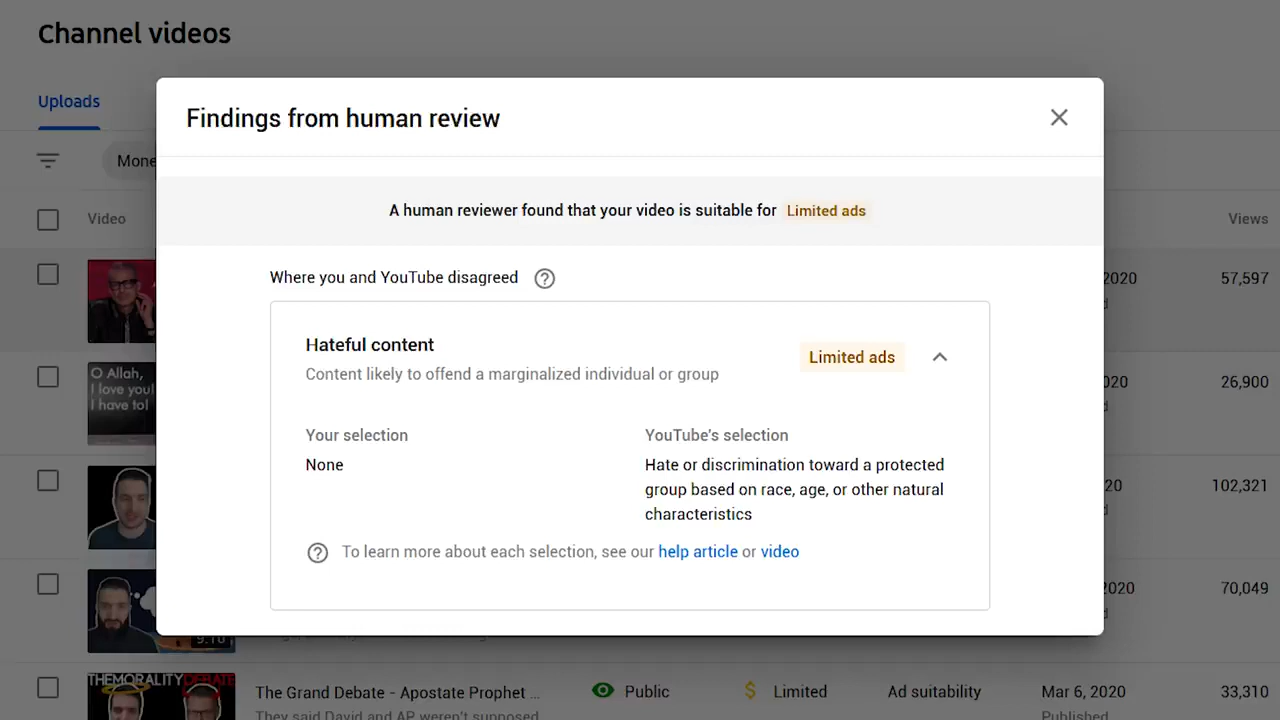 Channel videos
Uploads
Findings from human review
Mone
A human reviewer found that your video is suitable for Limited ads
Video
Views
Where you and YouTube disagreed
2020
57,597
Hateful content
Limited ads
Content likely to offend a marginalized individual or group
O Allah,
I love you!
I have to!
020
26,900
Your selection
YouTube's selection
None
Hate or discrimination toward a protected
group based on race, age, or other natural
characteristics
20
102,321
To learn more about each selection, see our help article or video
2020
70,049
9:10
THEMORALITYDEBATE
The Grand Debate - Apostate Prophet ...
Public
Limited
Ad suitability
Mar 6, 2020
33,310
They said David and AP weren't supposed
Published